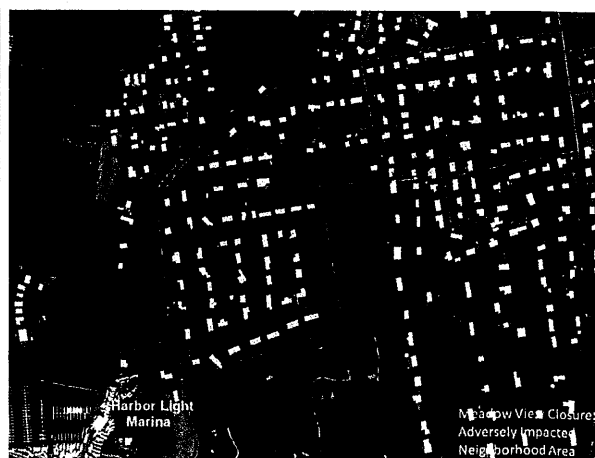 Harbor Light
Marina
Meadow View Closure:
Adversely Impacted
Neighborhood Area